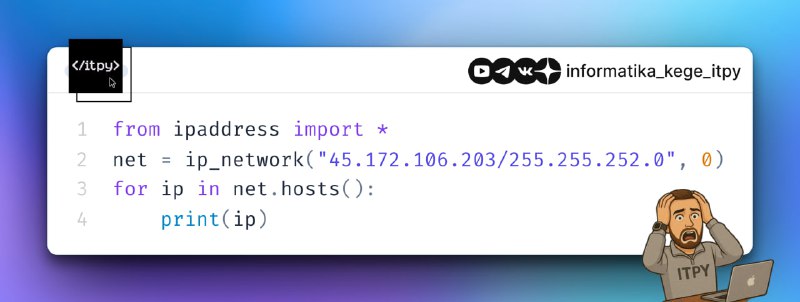 </itpy>
informatika_kege_itpy
1 from ipaddress import *
2 net = ip_network("45.172.106.203/255.255.252.0", 0)
3 for ip in net.hosts():
4     print(ip)
ITPY